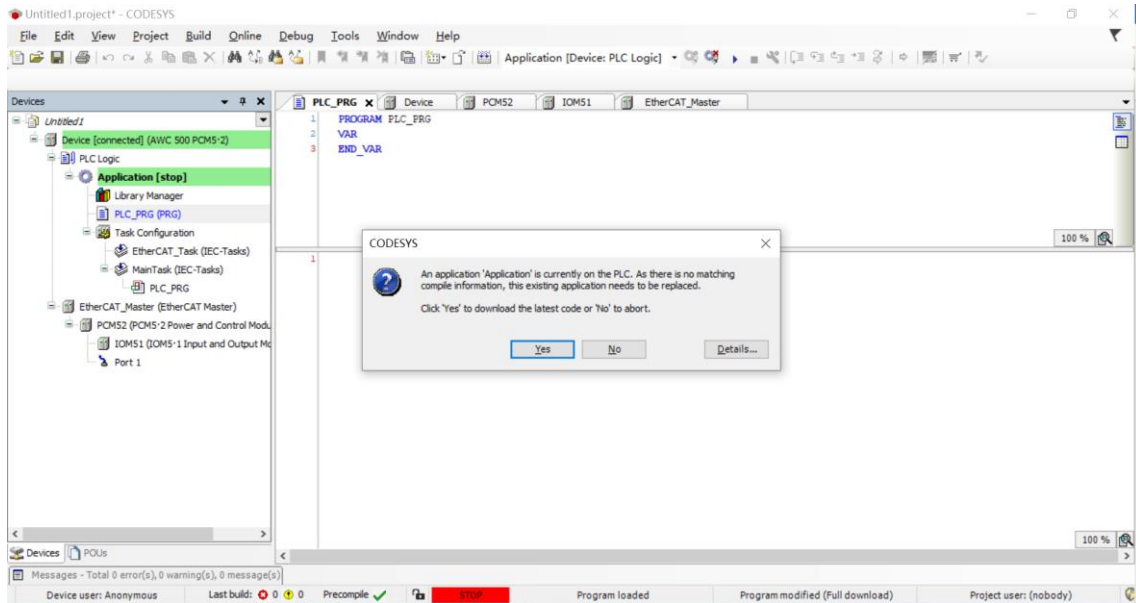 Untitled1.project* - CODESYS
File Edit View Project Build Online Debug Tools Window Help
Application [Device: PLC Logic]
Devices
Untitled1
Device [connected] (AWC 500 PCM5·2)
PLC Logic
Application [stop]
Library Manager
PLC_PRG (PRG)
Task Configuration
EtherCAT_Task (IEC-Tasks)
MainTask (IEC-Tasks)
PLC_PRG
EtherCAT_Master (EtherCAT Master)
PCM52 (PCM5·2 Power and Control Modu
IOM51 (IOM5·1 Input and Output Mo
Port 1
Devices POUs
PLC_PRG Device PCM52 IOM51 EtherCAT_Master
1 PROGRAM PLC_PRG
2 VAR
3 END_VAR
100 %
1
CODESYS
An application 'Application' is currently on the PLC. As there is no matching
compile information, this existing application needs to be replaced.
Click 'Yes' to download the latest code or 'No' to abort.
Yes No Details...
100 %
Messages - Total 0 error(s), 0 warning(s), 0 message(s)
Device user: Anonymous Last build: 0 0 Precompile STOP Program loaded Program modified (Full download) Project user: (nobody)